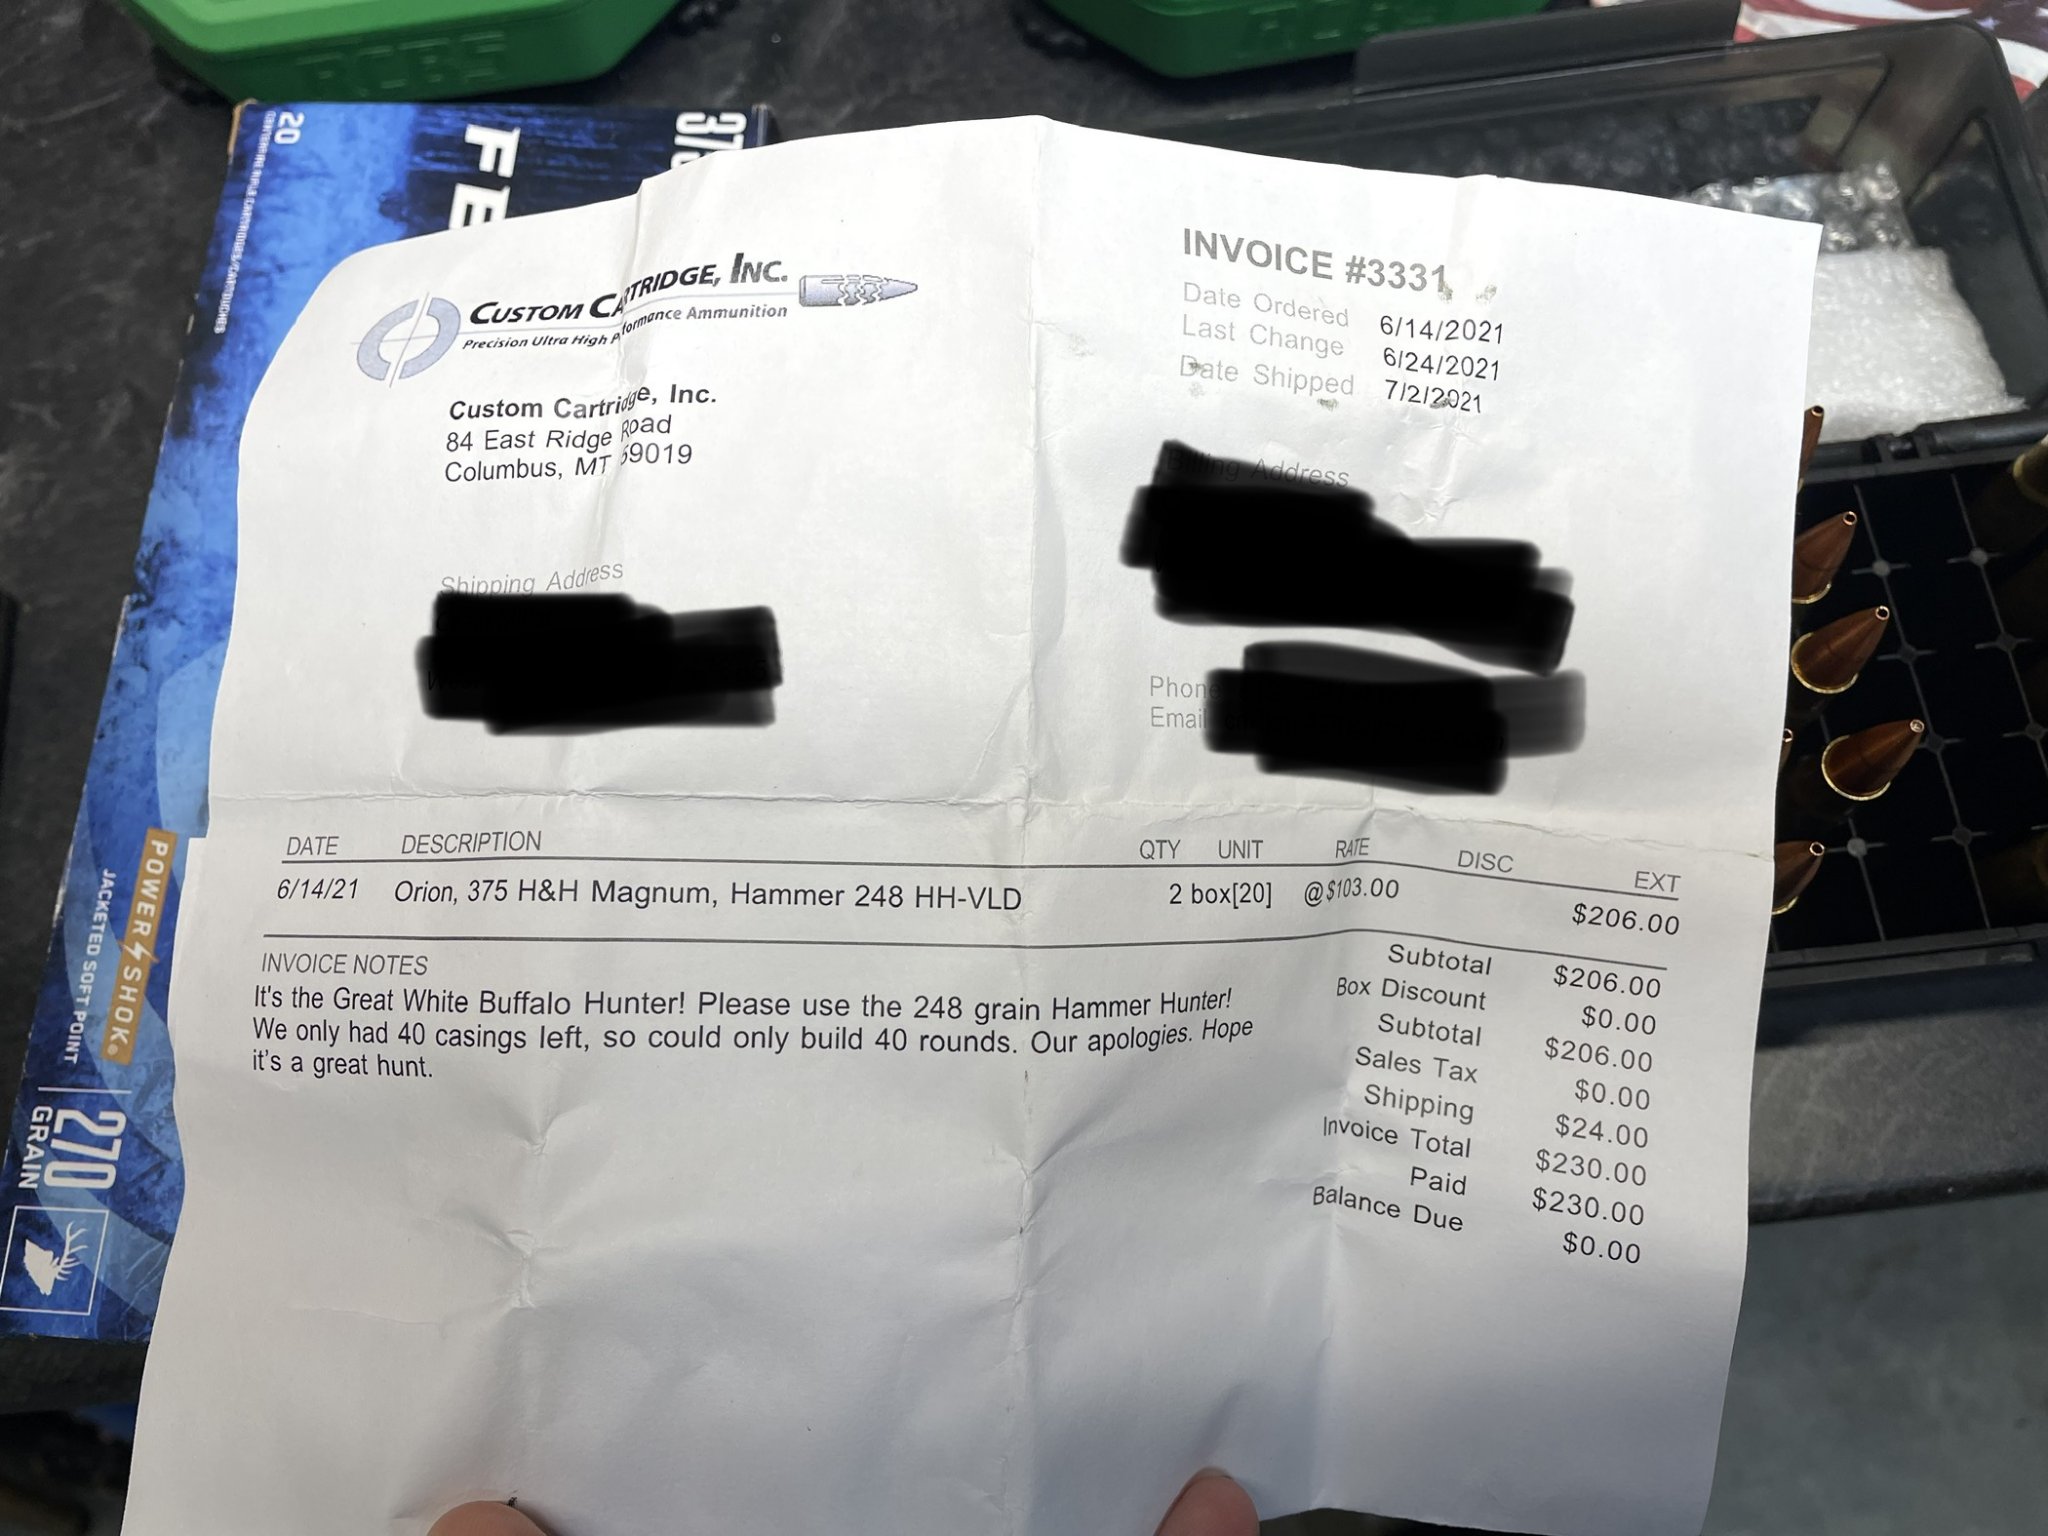 RCBS
RCBS
20
CENTERFIRE RIFLE CARTRIDGES/CARTOUCHES
FE
37
CUSTOM CARTRIDGE, INC.
Precision Ultra High Performance Ammunition
Custom Cartridge, Inc.
84 East Ridge Road
Columbus, MT 59019
INVOICE #3331
Date Ordered 6/14/2021
Last Change 6/24/2021
Date Shipped 7/2/2021
Shipping Address
Billing Address
Phone
Email
DATE DESCRIPTION QTY UNIT RATE DISC EXT
6/14/21 Orion, 375 H&H Magnum, Hammer 248 HH-VLD 2 box[20] @$103.00 $206.00
INVOICE NOTES
It's the Great White Buffalo Hunter! Please use the 248 grain Hammer Hunter!
We only had 40 casings left, so could only build 40 rounds. Our apologies. Hope
it's a great hunt.
Subtotal $206.00
Box Discount $0.00
Subtotal $206.00
Sales Tax $0.00
Shipping $24.00
Invoice Total $230.00
Paid $230.00
Balance Due $0.00
POWER SHOK®
JACKETED SOFT POINT
270
GRAIN